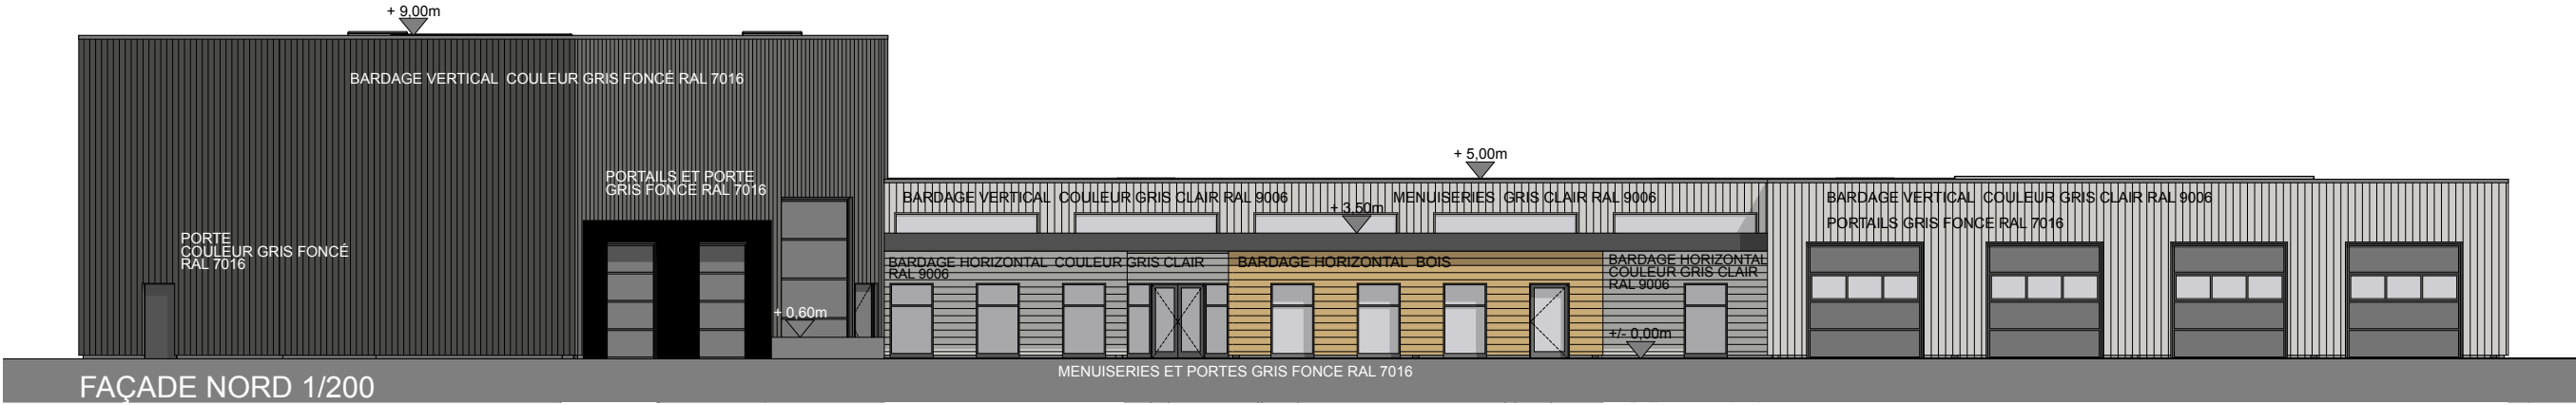 + 9,00m
BARDAGE VERTICAL COULEUR GRIS FONCÉ RAL 7016
+ 5,00m
PORTAILS ET PORTE
GRIS FONCE RAL 7016
BARDAGE VERTICAL COULEUR GRIS CLAIR RAL 9006
MENUISERIES GRIS CLAIR RAL 9006
BARDAGE VERTICAL COULEUR GRIS CLAIR RAL 9006
+ 3,50m
PORTAILS GRIS FONCE RAL 7016
PORTE
COULEUR GRIS FONCÉ
RAL 7016
BARDAGE HORIZONTAL COULEUR GRIS CLAIR
RAL 9006
BARDAGE HORIZONTAL BOIS
BARDAGE HORIZONTAL
COULEUR GRIS CLAIR
RAL 9006
+ 0,60m
+/- 0,00m
MENUISERIES ET PORTES GRIS FONCE RAL 7016
FAÇADE NORD 1/200